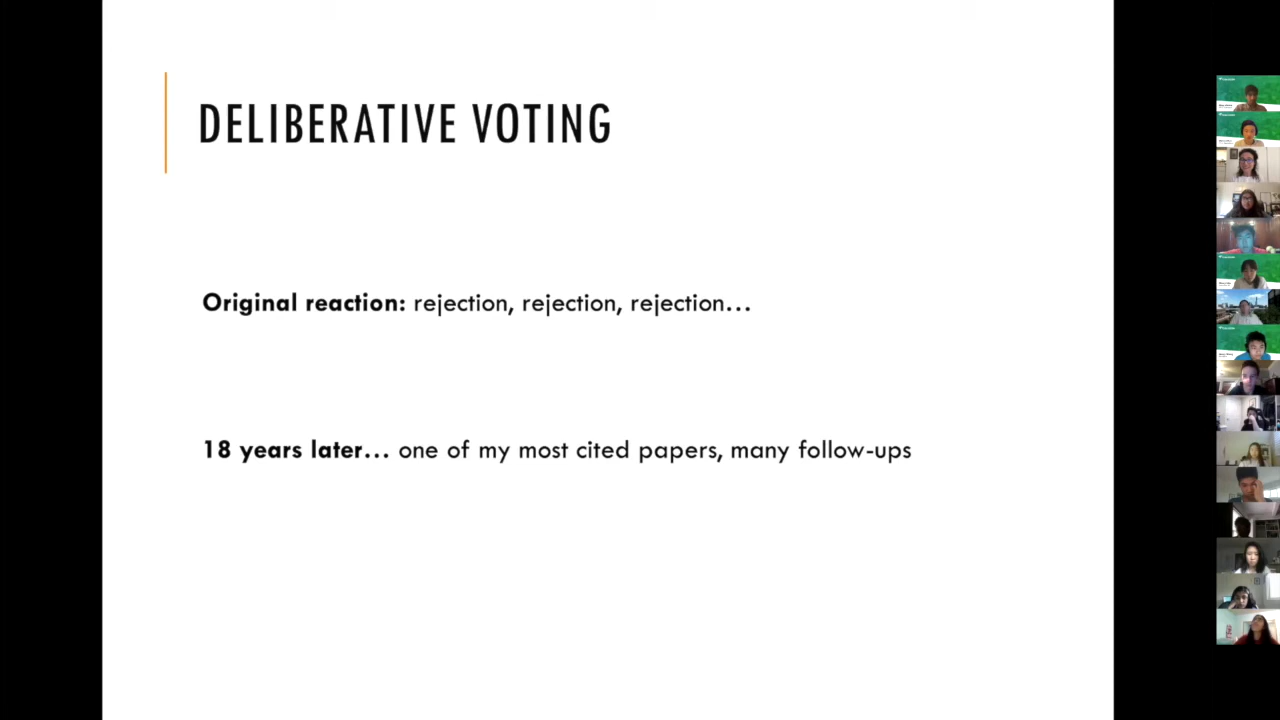 DELIBERATIVE VOTING
Original reaction: rejection, rejection, rejection…
18 years later… one of my most cited papers, many follow-ups